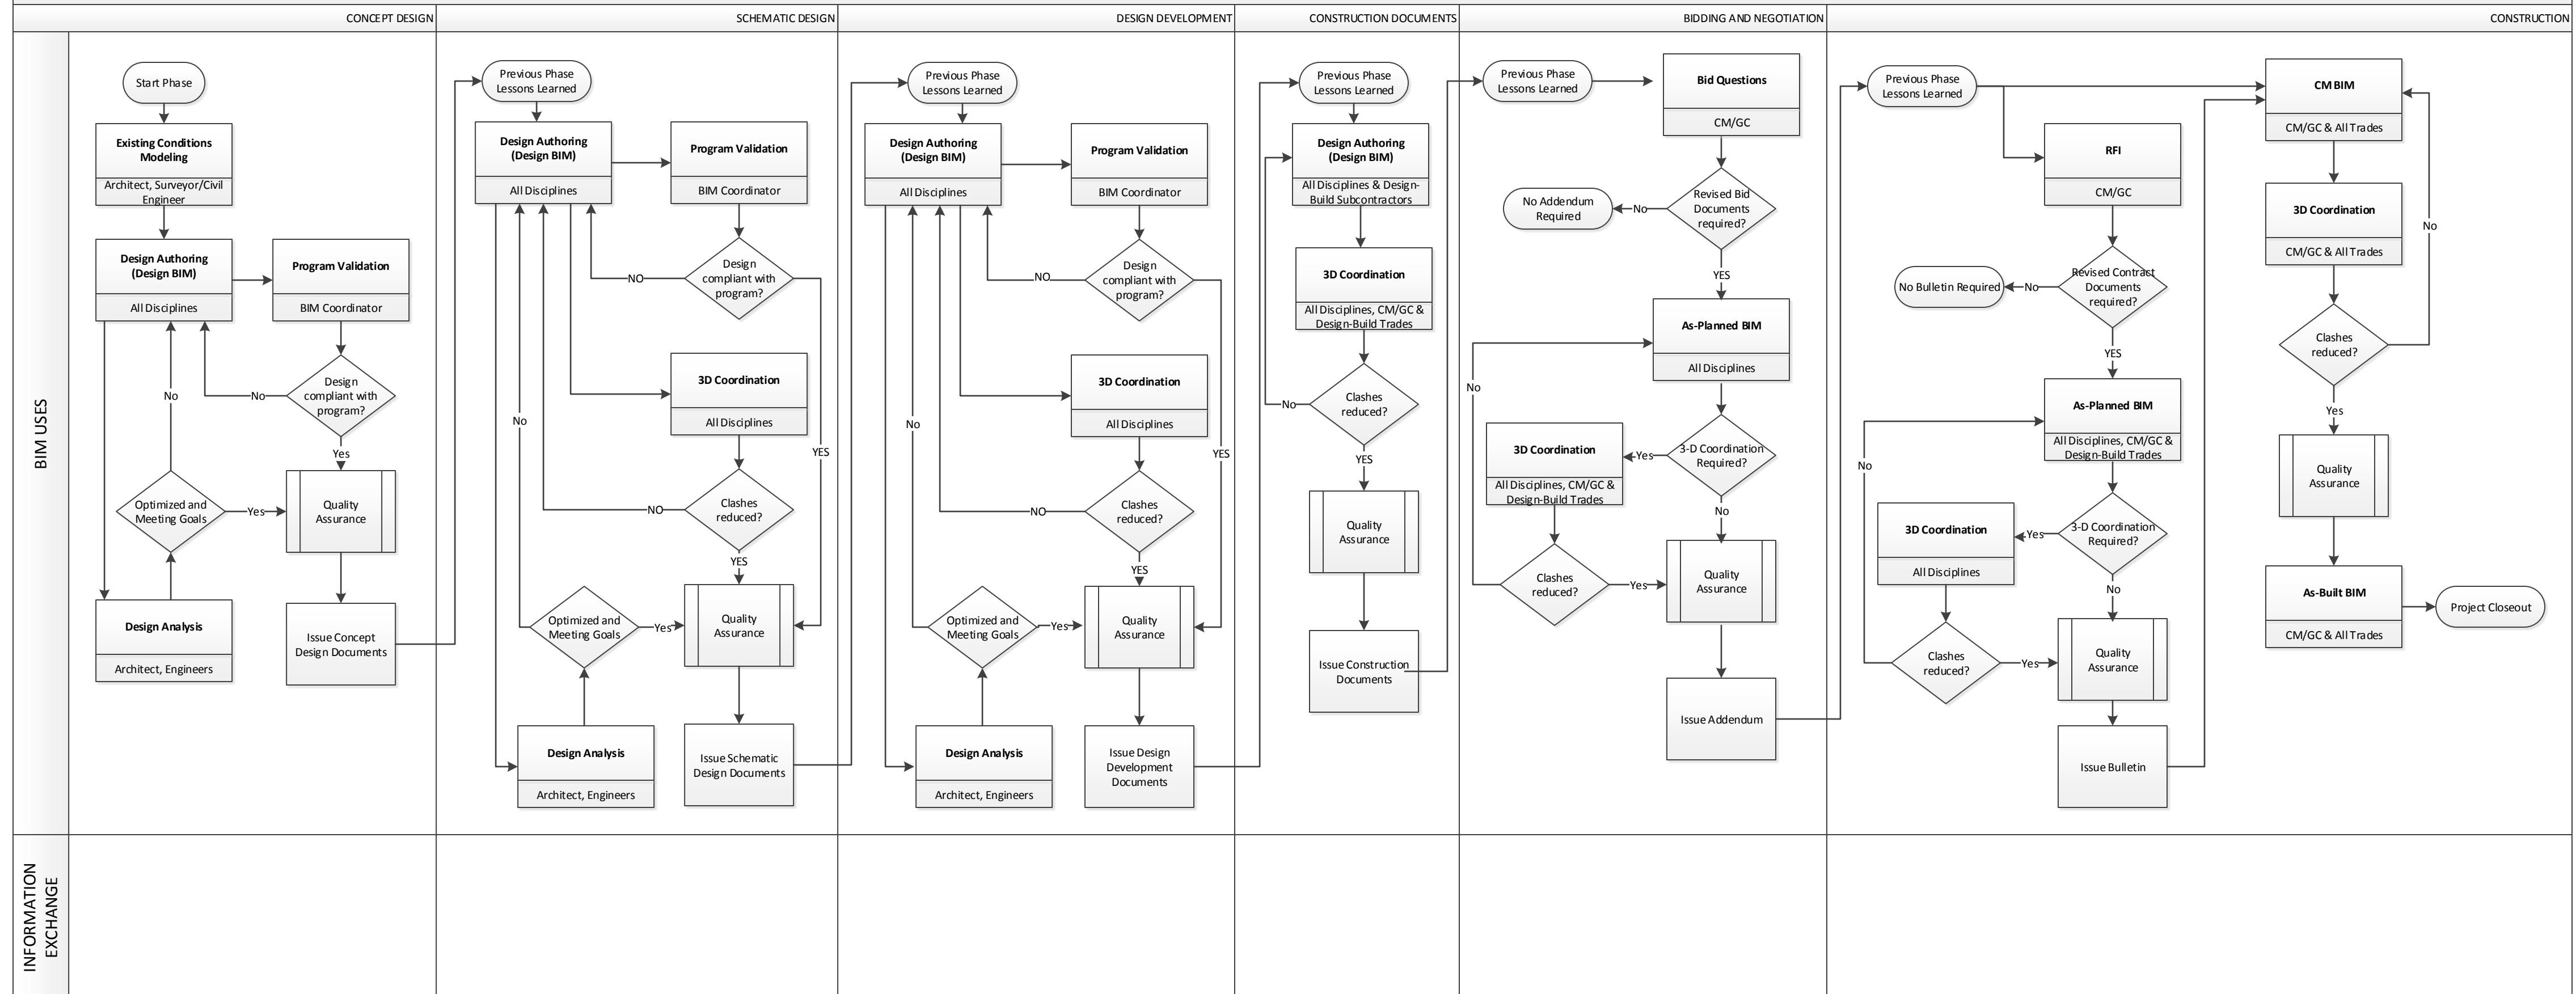 CONCEPT DESIGN
SCHEMATIC DESIGN
DESIGN DEVELOPMENT
CONSTRUCTION DOCUMENTS
BIDDING AND NEGOTIATION
CONSTRUCTION
BIM USES
Start Phase
Existing Conditions
Modeling
Architect, Surveyor/Civil
Engineer
Design Authoring
(Design BIM)
All Disciplines
Program Validation
BIM Coordinator
Design
compliant with
program?
No
No
Yes
Optimized and
Meeting Goals
Yes
Quality
Assurance
Design Analysis
Architect, Engineers
Issue Concept
Design Documents
Previous Phase
Lessons Learned
Design Authoring
(Design BIM)
All Disciplines
Program Validation
BIM Coordinator
Design
compliant with
program?
NO
3D Coordination
All Disciplines
No
YES
Clashes
reduced?
NO
YES
Optimized and
Meeting Goals
Yes
Quality
Assurance
Design Analysis
Architect, Engineers
Issue Schematic
Design Documents
Previous Phase
Lessons Learned
Design Authoring
(Design BIM)
All Disciplines
Program Validation
BIM Coordinator
Design
compliant with
program?
NO
3D Coordination
All Disciplines
No
YES
Clashes
reduced?
NO
YES
Optimized and
Meeting Goals
Yes
Quality
Assurance
Design Analysis
Architect, Engineers
Issue Design
Development
Documents
Previous Phase
Lessons Learned
Design Authoring
(Design BIM)
All Disciplines & Design-
Build Subcontractors
3D Coordination
All Disciplines, CM/GC &
Design-Build Trades
Clashes
reduced?
No
YES
Quality
Assurance
Issue Construction
Documents
Previous Phase
Lessons Learned
Bid Questions
CM/GC
Revised Bid
Documents
required?
No
No Addendum
Required
YES
As-Planned BIM
All Disciplines
No
3-D Coordination
Required?
Yes
3D Coordination
All Disciplines, CM/GC &
Design-Build Trades
No
Clashes
reduced?
Yes
Quality
Assurance
Issue Addendum
Previous Phase
Lessons Learned
RFI
CM/GC
Revised Contract
Documents
required?
No
No Bulletin Required
YES
As-Planned BIM
All Disciplines, CM/GC &
Design-Build Trades
No
3-D Coordination
Required?
Yes
3D Coordination
All Disciplines
No
Clashes
reduced?
Yes
Quality
Assurance
Issue Bulletin
CM BIM
CM/GC & All Trades
3D Coordination
CM/GC & All Trades
No
Clashes
reduced?
Yes
Quality
Assurance
As-Built BIM
CM/GC & All Trades
Project Closeout
INFORMATION
EXCHANGE